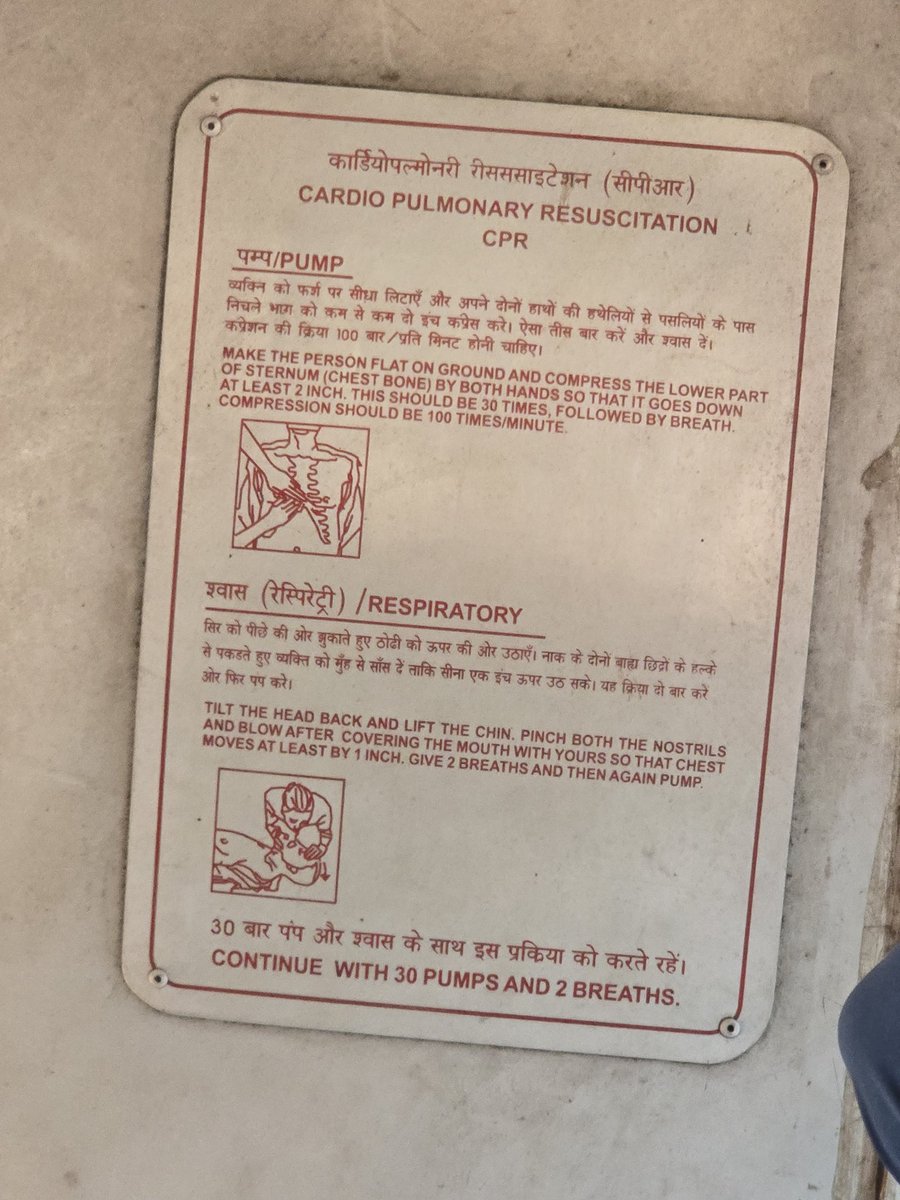 कार्डियोपल्मोनरी रीसससाइटेशन (सीपीआर)
CARDIO PULMONARY RESUSCITATION
CPR
पम्प/PUMP
व्यक्ति को फर्श पर सीधा लिटाएँ और अपने दोनों हाथों की हथेलियों से पसलियों के पास
निचले भाग को कम से कम दो इंच कंप्रेस करे। ऐसा तीस बार करें और श्वास दें।
कंप्रेशन की क्रिया 100 बार/प्रति मिनट होनी चाहिए।
MAKE THE PERSON FLAT ON GROUND AND COMPRESS THE LOWER PART
OF STERNUM (CHEST BONE) BY BOTH HANDS SO THAT IT GOES DOWN
AT LEAST 2 INCH. THIS SHOULD BE 30 TIMES, FOLLOWED BY BREATH.
COMPRESSION SHOULD BE 100 TIMES/MINUTE.
श्वास (रेस्पिरेट्री) /RESPIRATORY
सिर को पीछे की ओर झुकाते हुए ठोढी को ऊपर की ओर उठाएँ। नाक के दोनों बाह्य छिद्रों के हल्के
से पकडते हुए व्यक्ति को मुँह से साँस दें ताकि सीना एक इंच ऊपर उठ सके। यह क्रिया दो बार करें
ओर फिर पंप करे।
TILT THE HEAD BACK AND LIFT THE CHIN. PINCH BOTH THE NOSTRILS
AND BLOW AFTER COVERING THE MOUTH WITH YOURS SO THAT CHEST
MOVES AT LEAST BY 1 INCH. GIVE 2 BREATHS AND THEN AGAIN PUMP.
30 बार पंप और श्वास के साथ इस प्रकिया को करते रहें।
CONTINUE WITH 30 PUMPS AND 2 BREATHS.